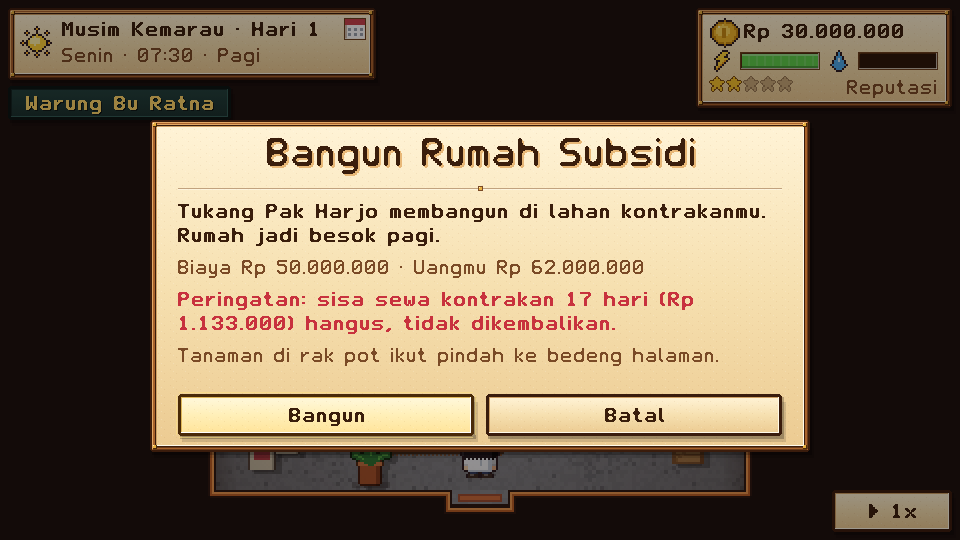 Musim Kemarau · Hari 1
Senin · 07:30 · Pagi
Rp 30.000.000
Reputasi
Warung Bu Ratna
Bangun Rumah Subsidi
Tukang Pak Harjo membangun di lahan kontrakanmu.
Rumah jadi besok pagi.
Biaya Rp 50.000.000 · Uangmu Rp 62.000.000
Peringatan: sisa sewa kontrakan 17 hari (Rp
1.133.000) hangus, tidak dikembalikan.
Tanaman di rak pot ikut pindah ke bedeng halaman.
Bangun
Batal
1x